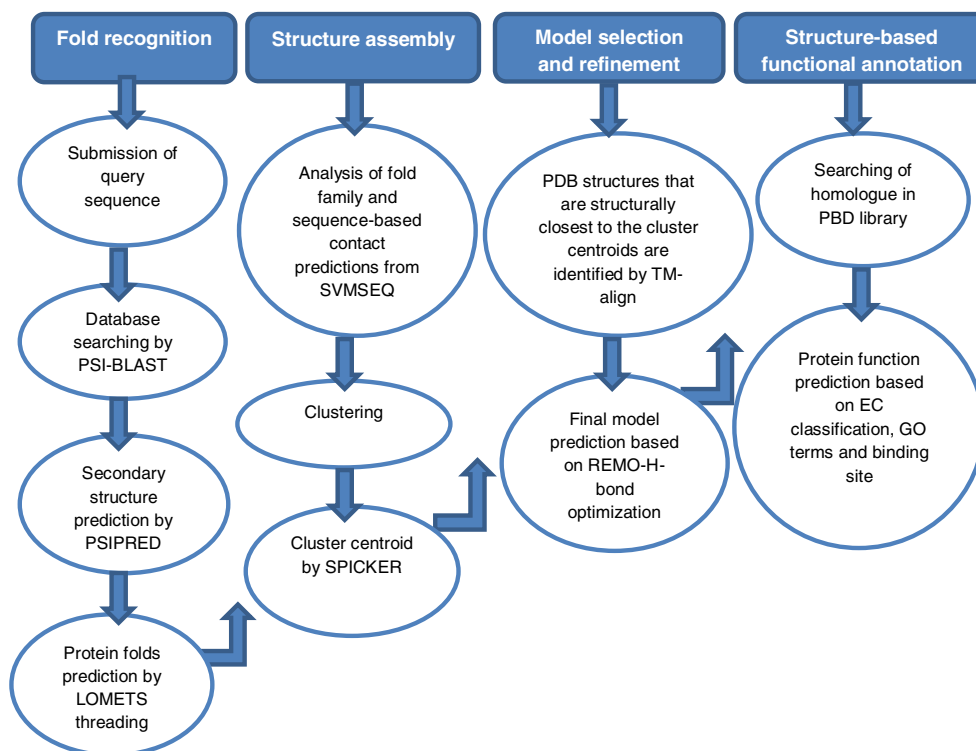 Fold recognition
Submission of
query
sequence
Database
searching by
PSI-BLAST
Secondary
structure
prediction by
PSIPRED
Protein folds
prediction by
LOMETS
threading
Structure assembly
Analysis of fold
family and
sequence-based
contact
predictions from
SVMSEQ
Clustering
Cluster centroid
by SPICKER
Model selection
and refinement
PDB structures that
are structurally
closest to the cluster
centroids are
identified by TM-
align
Final model
prediction based
on REMO-H-
bond
optimization
Structure-based
functional annotation
Searching of
homologue in
PBD library
Protein function
prediction based
on EC
classification, GO
terms and binding
site